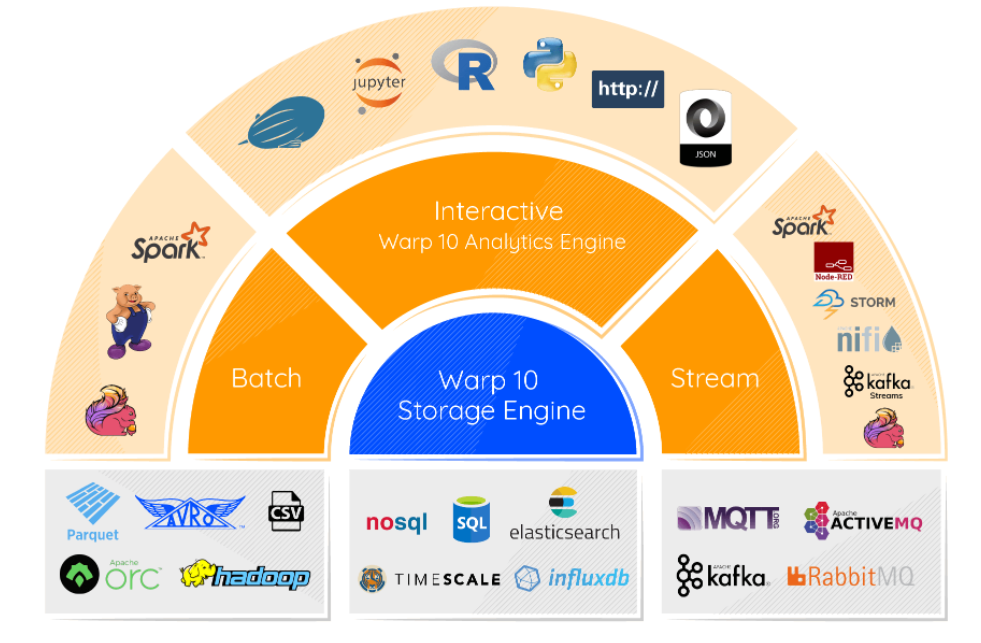 jupyter
R
http://
JSON
APACHE
Spark
Interactive
Warp 10 Analytics Engine
APACHE
Spark
Node-RED
STORM
nifi
kafka
Streams
Batch
Warp 10
Storage Engine
Stream
Parquet
AVRO
CSV
Apache
orc
hadoop
nosql
SQL
elasticsearch
TIMESCALE
influxdb
MQTT.ORG
Apache
ACTIVEMQ
kafka
RabbitMQ